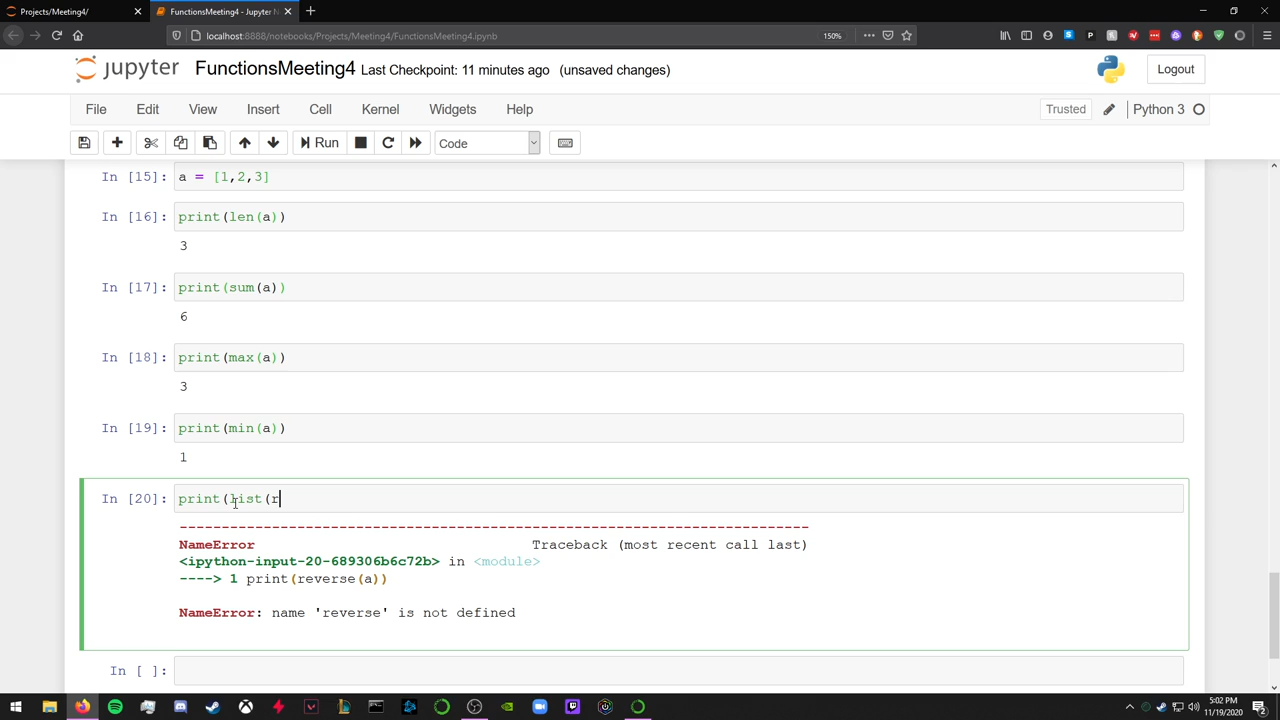 Projects/Meeting4/
FunctionsMeeting4 - Jupyter N
localhost:8888/notebooks/Projects/Meeting4/FunctionsMeeting4.ipynb
150%
jupyter FunctionsMeeting4 Last Checkpoint: 11 minutes ago (unsaved changes)
Logout
File Edit View Insert Cell Kernel Widgets Help
Trusted Python 3
Run Code
In [15]: a = [1,2,3]
In [16]: print(len(a))
3
In [17]: print(sum(a))
6
In [18]: print(max(a))
3
In [19]: print(min(a))
1
In [20]: print(list(r
---------------------------------------------------------------------------
NameError Traceback (most recent call last)
<ipython-input-20-689306b6c72b> in <module>
----> 1 print(reverse(a))
NameError: name 'reverse' is not defined
In [ ]:
5:02 PM
11/19/2020
2